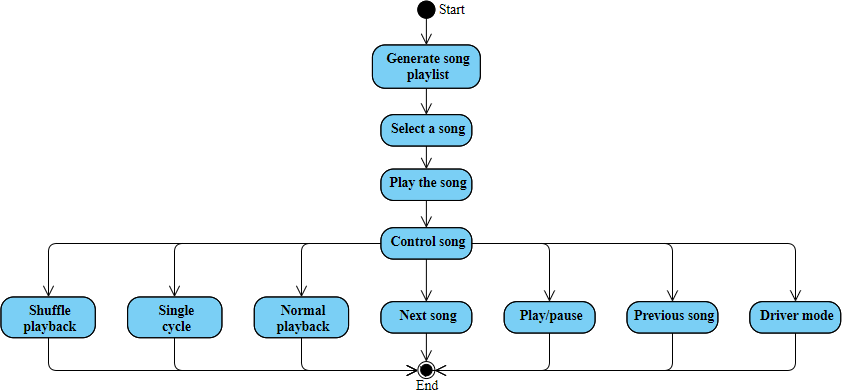 Start
Generate song
playlist
Select a song
Play the song
Control song
Shuffle
playback
Single
cycle
Normal
playback
Next song
Play/pause
Previous song
Driver mode
End